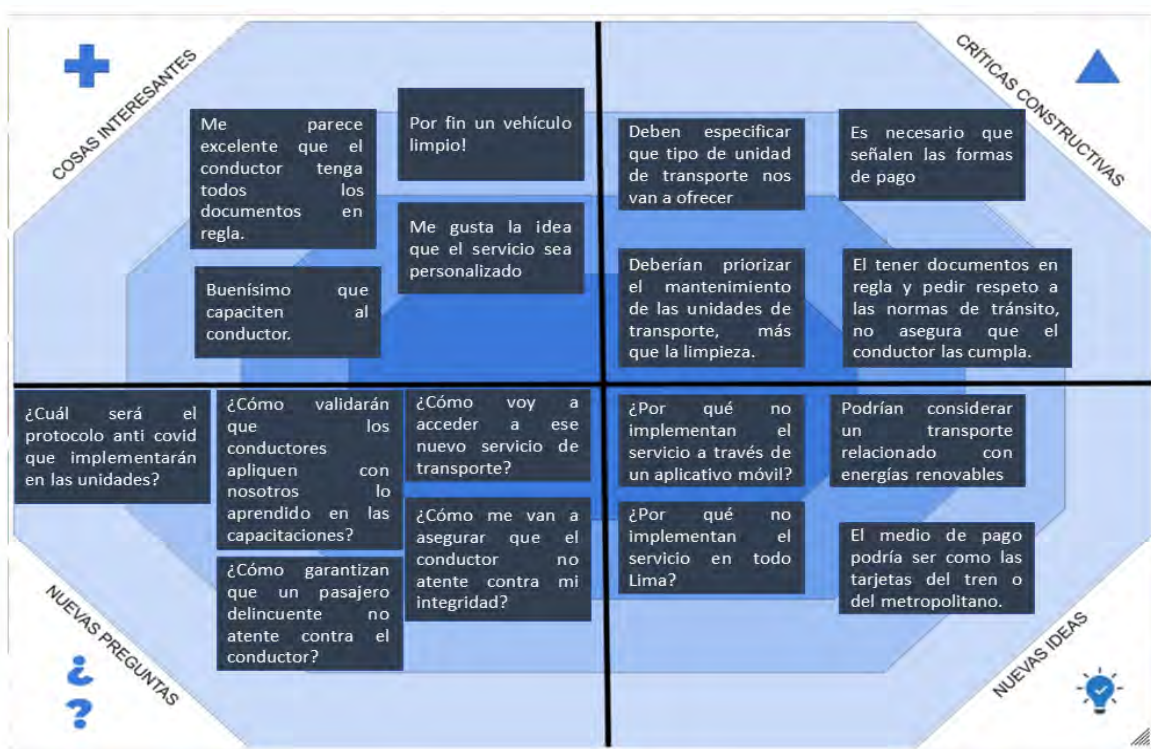 COSAS INTERESANTES
Me parece
excelente que el
conductor tenga
todos los
documentos en
regla.
Por fin un vehículo
limpio!
Me gusta la idea
que el servicio sea
personalizado
Buenísimo que
capaciten al
conductor.
CRÍTICAS CONSTRUCTIVAS
Deben especificar
que tipo de unidad
de transporte nos
van a ofrecer
Es necesario que
señalen las formas
de pago
Deberían priorizar
el mantenimiento
de las unidades de
transporte, más
que la limpieza.
El tener documentos en
regla y pedir respeto a
las normas de tránsito,
no asegura que el
conductor las cumpla.
¿Cuál será el
protocolo anti covid
que implementarán
en las unidades?
¿Cómo validarán
que los
conductores
apliquen con
nosotros lo
aprendido en las
capacitaciones?
¿Cómo voy a
acceder a ese
nuevo servicio de
transporte?
¿Cómo me van a
asegurar que el
conductor no
atente contra mi
integridad?
¿Cómo garantizan
que un pasajero
delincuente no
atente contra el
conductor?
NUEVAS PREGUNTAS
¿
?
¿Por qué no
implementan el
servicio a través de
un aplicativo móvil?
Podrían considerar
un transporte
relacionado con
energías renovables
¿Por qué no
implementan el
servicio en todo
Lima?
El medio de pago
podría ser como las
tarjetas del tren o
del metropolitano.
NUEVAS IDEAS